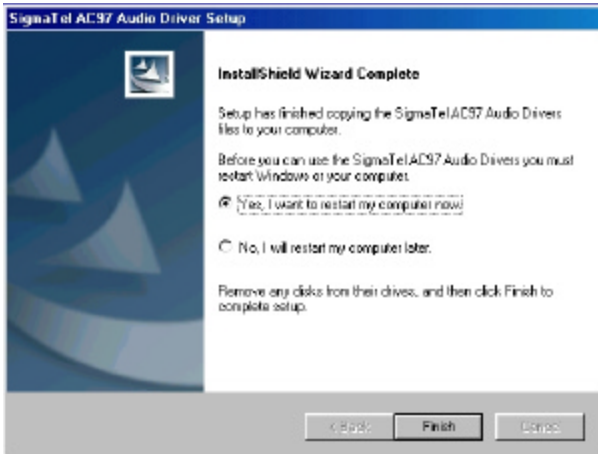 SigmaTel AC97 Audio Driver Setup
InstallShield Wizard Complete
Setup has finished copying the SigmaTel AC97 Audio Drivers
files to your computer.
Before you can use the SigmaTel AC97 Audio Drivers you must
restart Windows or your computer.
Yes, I want to restart my computer now.
No, I will restart my computer later.
Remove any disks from their drives, and then click Finish to
complete setup.
< Back
Finish
Cancel